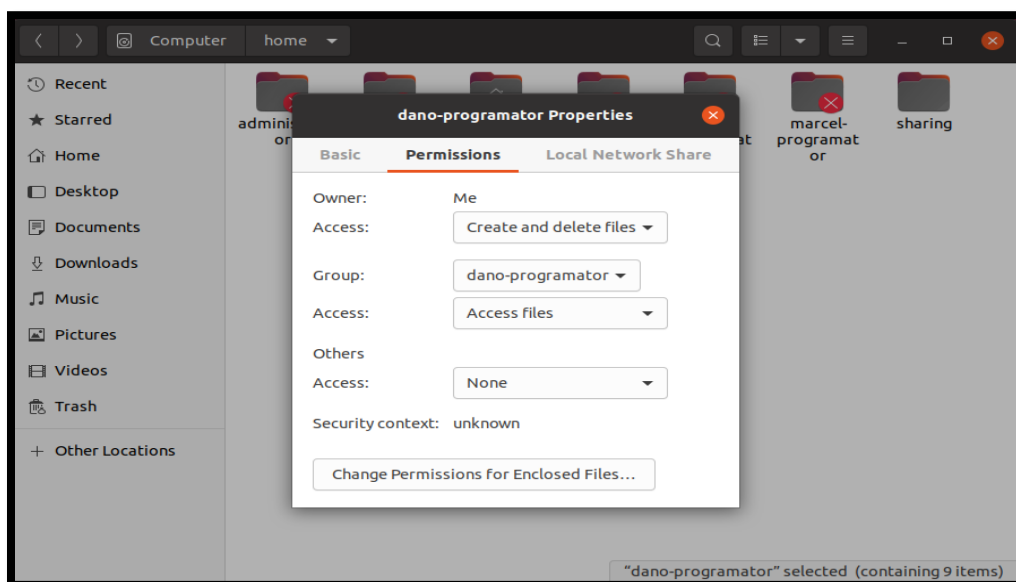 Computer home
Recent
Starred
Home
Desktop
Documents
Downloads
Music
Pictures
Videos
Trash
Other Locations
marcel-
programat
or
sharing
dano-programator Properties
Basic Permissions Local Network Share
Owner: Me
Access: Create and delete files
Group: dano-programator
Access: Access files
Others
Access: None
Security context: unknown
Change Permissions for Enclosed Files...
"dano-programator" selected (containing 9 items)